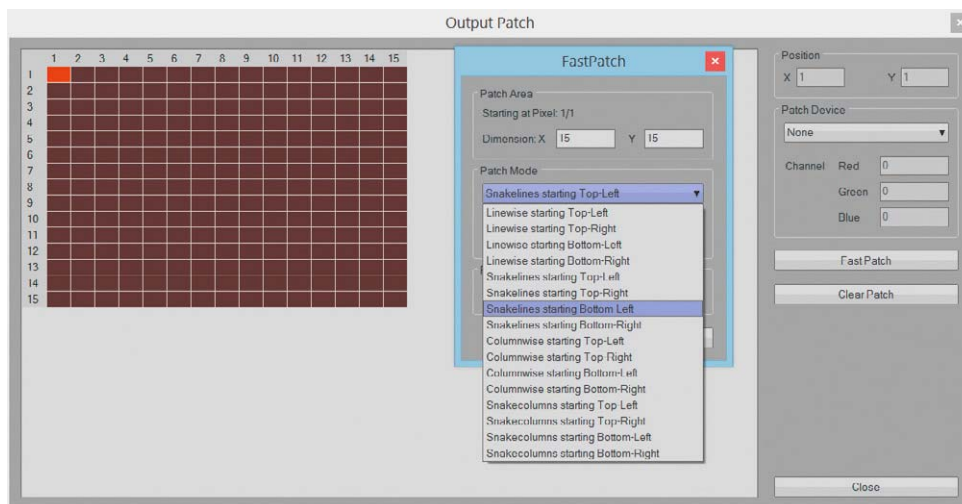 Output Patch
1 2 3 4 5 6 7 8 9 10 11 12 13 14 15
1
2
3
4
5
6
7
8
9
10
11
12
13
14
15
FastPatch
Patch Area
Starting at Pixel: 1/1
Dimension: X 15 Y 15
Patch Mode
Snakelines starting Top-Left
Linewise starting Top-Left
Linewise starting Top-Right
Linewise starting Bottom-Left
Linewise starting Bottom-Right
Snakelines starting Top-Left
Snakelines starting Top-Right
Snakelines starting Bottom-Left
Snakelines starting Bottom-Right
Columnwise starting Top-Left
Columnwise starting Top-Right
Columnwise starting Bottom-Left
Columnwise starting Bottom-Right
Snakecolumns starting Top-Left
Snakecolumns starting Top-Right
Snakecolumns starting Bottom-Left
Snakecolumns starting Bottom-Right
Position
X 1 Y 1
Patch Device
None
Channel Red 0
Green 0
Blue 0
Fast Patch
Clear Patch
Close